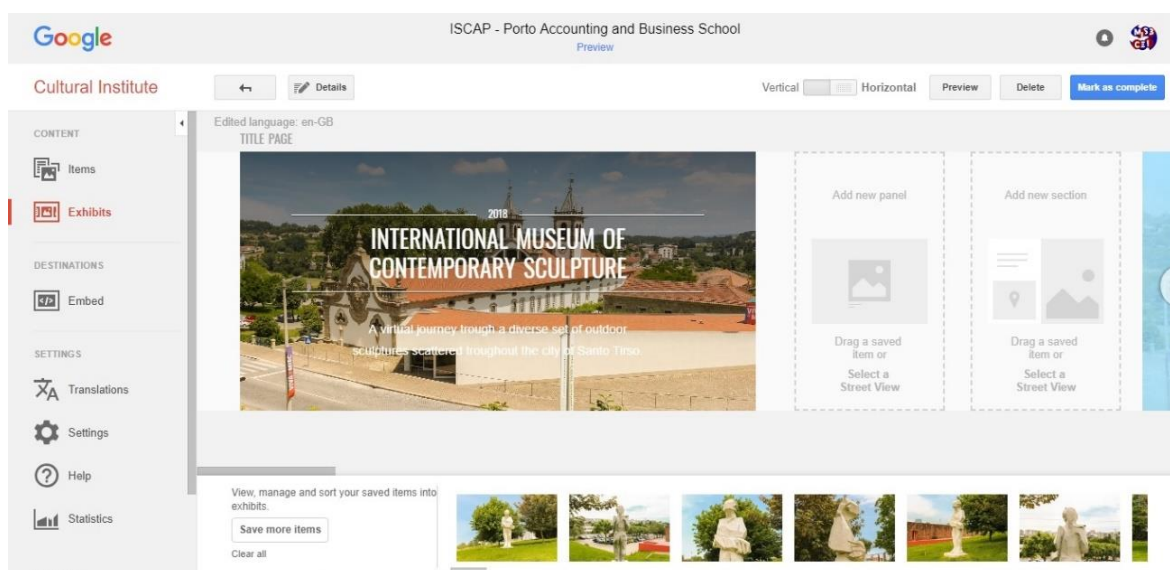 Google
ISCAP - Porto Accounting and Business School
Preview
Cultural Institute
Details
Vertical
Horizontal
Preview
Delete
Mark as complete
CONTENT
Items
Exhibits
DESTINATIONS
Embed
SETTINGS
Translations
Settings
Help
Statistics
Edited language: en-GB
TITLE PAGE
2018
INTERNATIONAL MUSEUM OF
CONTEMPORARY SCULPTURE
A virtual journey trough a diverse set of outdoor
sculptures scattered troughout the city of Santo Tirso.
Add new panel
Drag a saved
item or
Select a
Street View
Add new section
Drag a saved
item or
Select a
Street View
View, manage and sort your saved items into
exhibits.
Save more items
Clear all